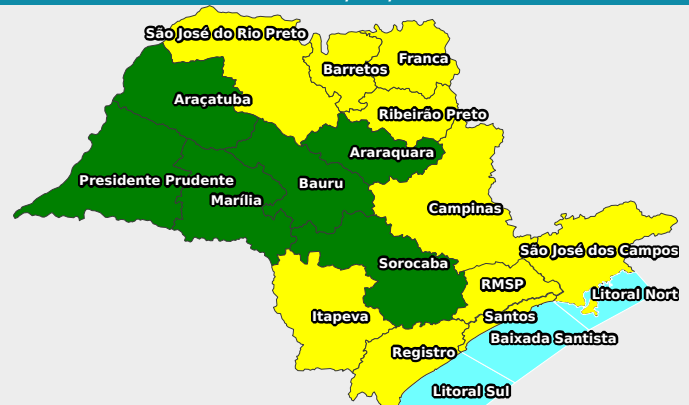 São José do Rio Preto
Franca
Barretos
Araçatuba
Ribeirão Preto
Araraquara
Presidente Prudente
Bauru
Marília
Campinas
São José dos Campos
Sorocaba
RMSP
Litoral Nort
Itapeva
Santos
Baixada Santista
Registro
Litoral Sul